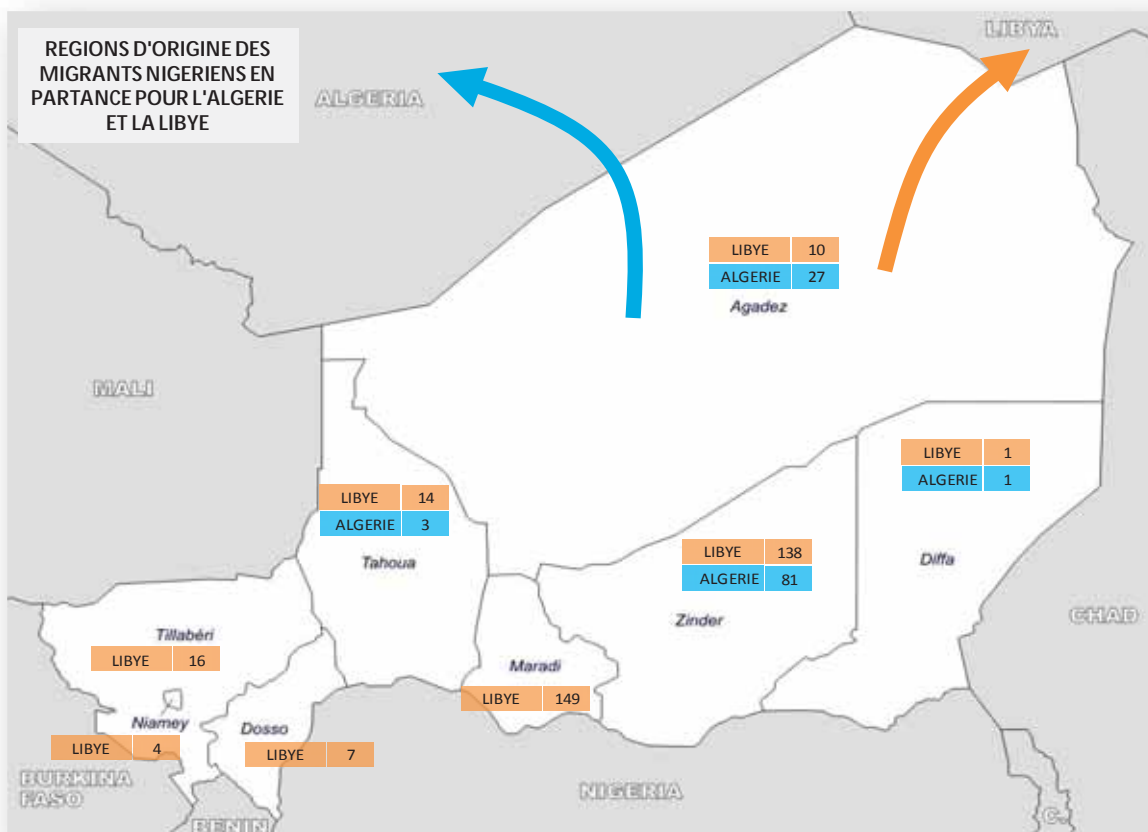 REGIONS D'ORIGINE DES
MIGRANTS NIGERIENS EN
PARTANCE POUR L'ALGERIE
ET LA LIBYE
LIBYA
ALGERIA
LIBYE 10
ALGERIE 27
Agadez
MALI
LIBYE 1
ALGERIE 1
Diffa
LIBYE 14
ALGERIE 3
Tahoua
LIBYE 138
ALGERIE 81
Zinder
CHAD
Tillabéri
LIBYE 16
Maradi
LIBYE 149
Niamey
LIBYE 4
Dosso
LIBYE 7
BURKINA
FASO
NIGERIA
BENIN
C.